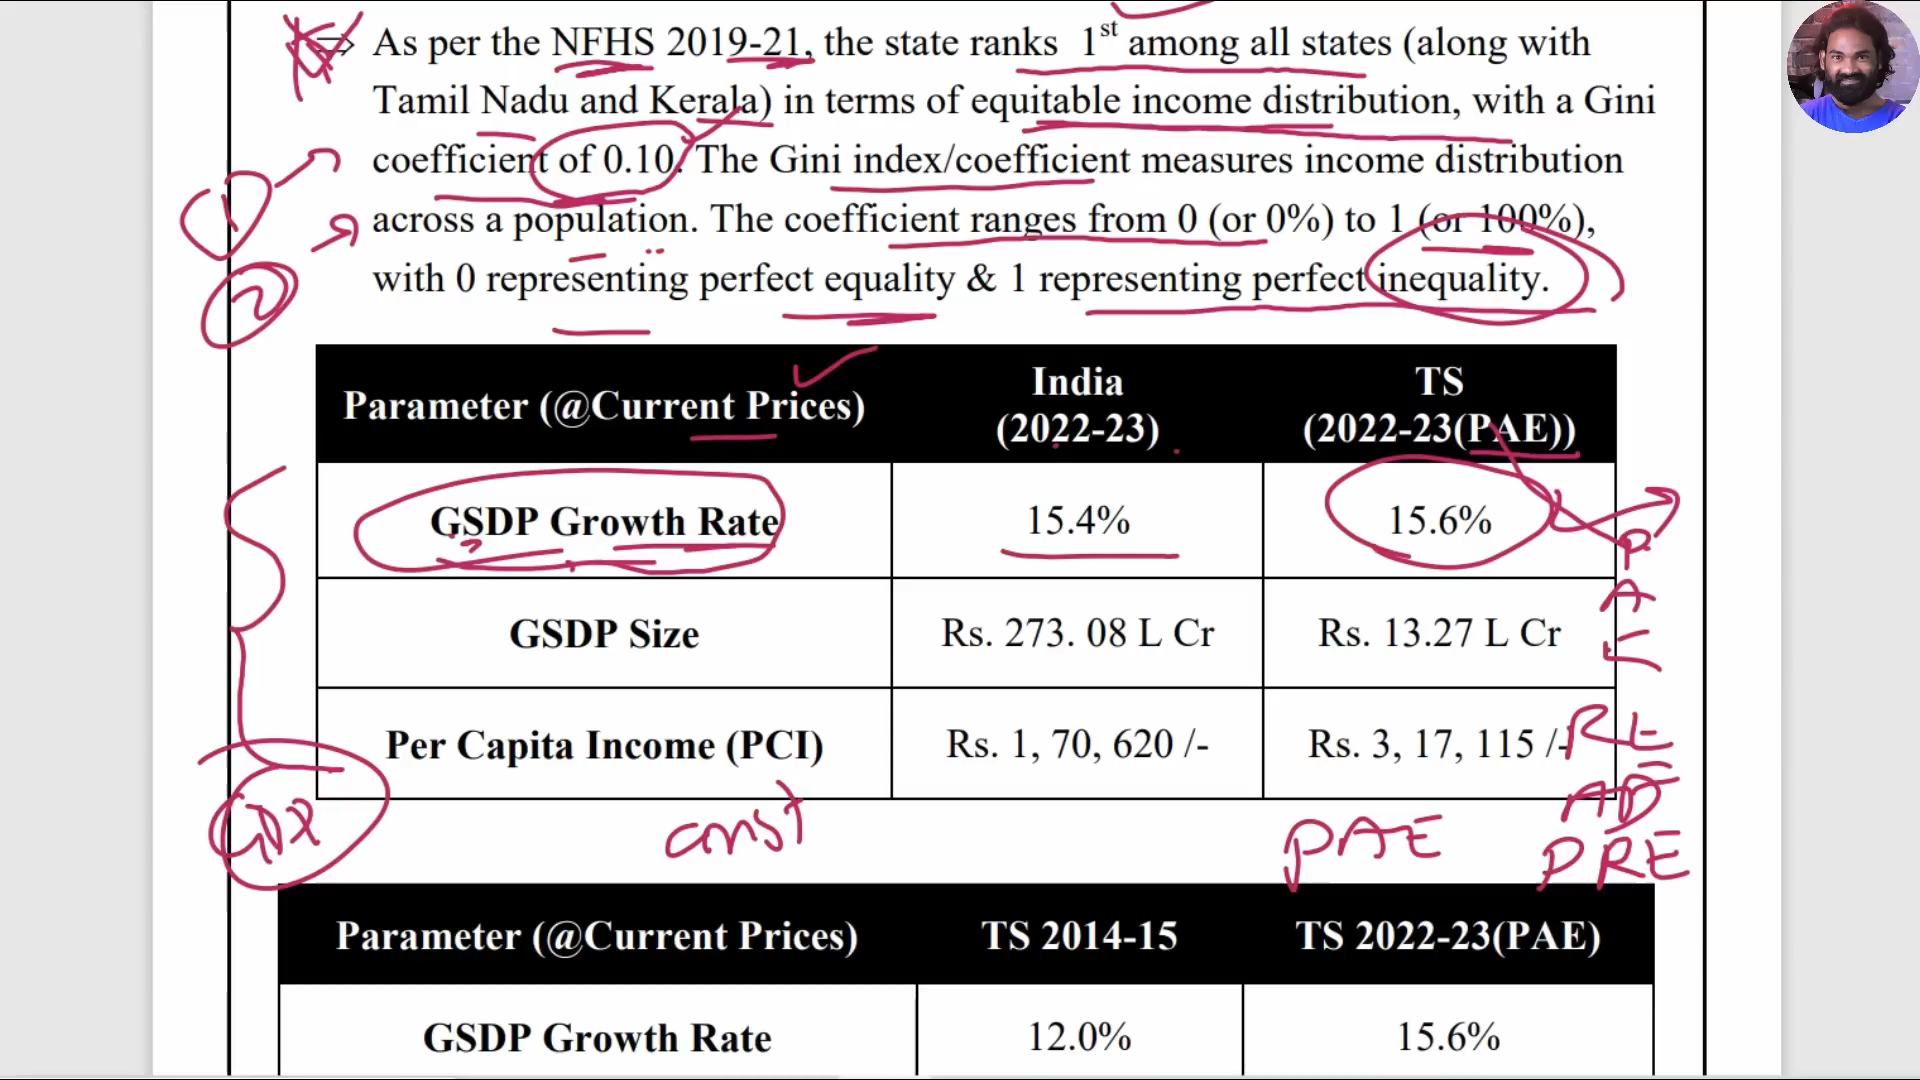 As per the NFHS 2019-21, the state ranks 1st among all states (along with
Tamil Nadu and Kerala) in terms of equitable income distribution, with a Gini
coefficient of 0.10. The Gini index/coefficient measures income distribution
across a population. The coefficient ranges from 0 (or 0%) to 1 (or 100%),
with 0 representing perfect equality & 1 representing perfect inequality.
1
2
Parameter (@Current Prices) India (2022-23) TS (2022-23(PAE))
GSDP Growth Rate 15.4% 15.6%
GSDP Size Rs. 273. 08 L Cr Rs. 13.27 L Cr
Per Capita Income (PCI) Rs. 1, 70, 620 /- Rs. 3, 17, 115 /-
P
A
RE
AD
const PAE PRE
Parameter (@Current Prices) TS 2014-15 TS 2022-23(PAE)
GSDP Growth Rate 12.0% 15.6%